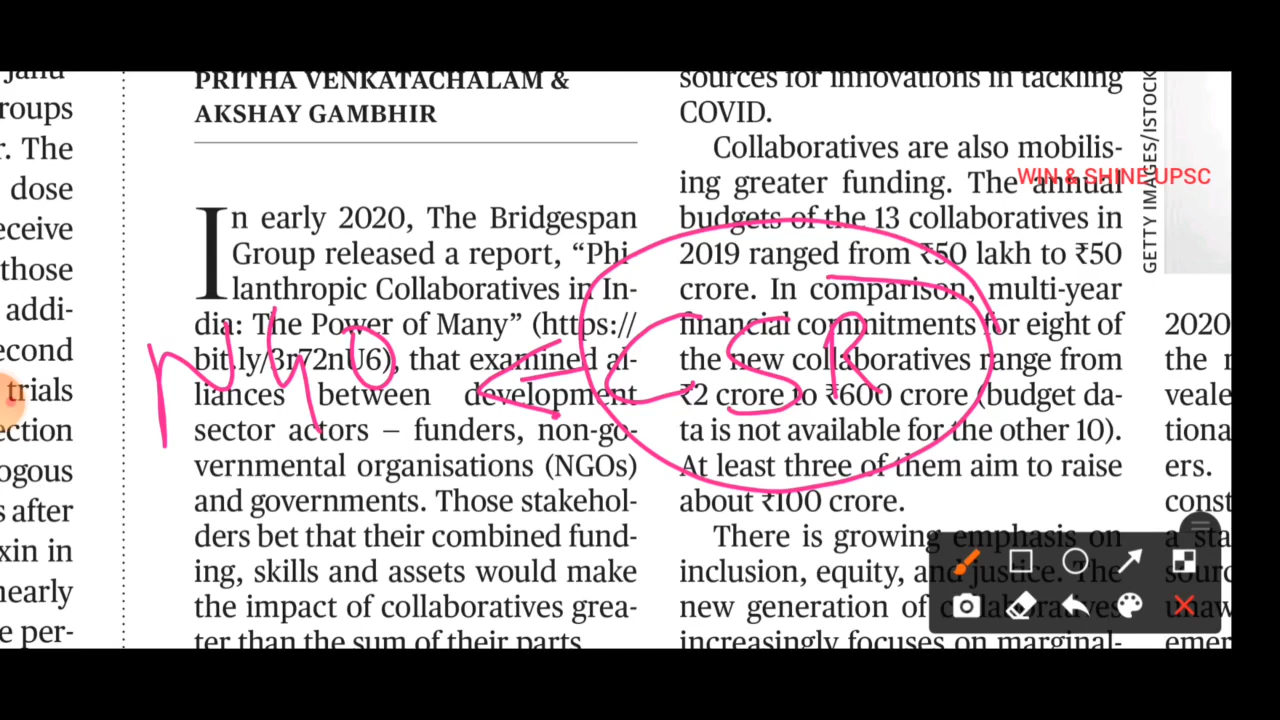 janu-
roups
r. The
dose
eceive
those
addi-
econd
trials
ection
ogous
s after
xin in
nearly
e per-
PRITHA VENKATACHALAM &
AKSHAY GAMBHIR
In early 2020, The Bridgespan
Group released a report, “Phi-
lanthropic Collaboratives in In-
dia: The Power of Many” (https://
bit.ly/3r72nU6), that examined al-
liances between development
sector actors – funders, non-go-
vernmental organisations (NGOs)
and governments. Those stakehol-
ders bet that their combined fund-
ing, skills and assets would make
the impact of collaboratives grea-
ter than the sum of their parts.
sources for innovations in tackling
COVID.
Collaboratives are also mobilis-
ing greater funding. The annual
budgets of the 13 collaboratives in
2019 ranged from ₹50 lakh to ₹50
crore. In comparison, multi-year
financial commitments for eight of
the new collaboratives range from
₹2 crore to ₹600 crore (budget da-
ta is not available for the other 10).
At least three of them aim to raise
about ₹100 crore.
There is growing emphasis on
inclusion, equity, and justice. The
new generation of collaboratives
increasingly focuses on marginal-
GETTY IMAGES/ISTOCK
WIN & SHINE UPSC
2020
the
veale
tiona
ers.
const
a sta
sourc
unaw
emer
NGO
CSR